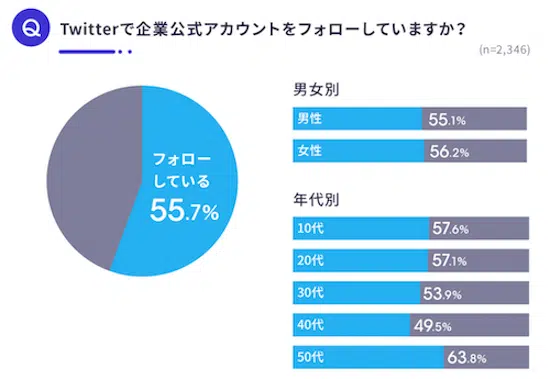 Q Twitterで企業公式アカウントをフォローしていますか？
(n=2,346)
フォロー
している
55.7%
男女別
男性 55.1%
女性 56.2%
年代別
10代 57.6%
20代 57.1%
30代 53.9%
40代 49.5%
50代 63.8%